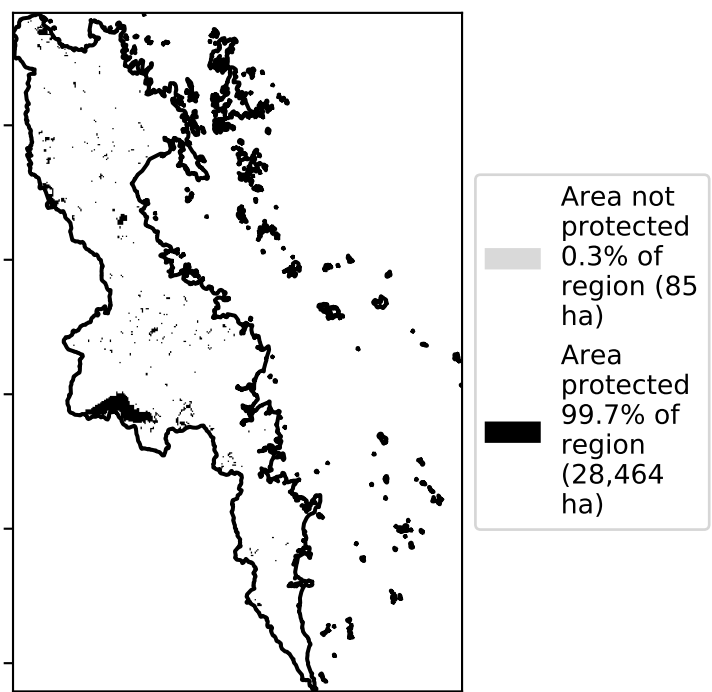 Area not
protected
0.3% of
region (85
ha)
Area
protected
99.7% of
region
(28,464
ha)